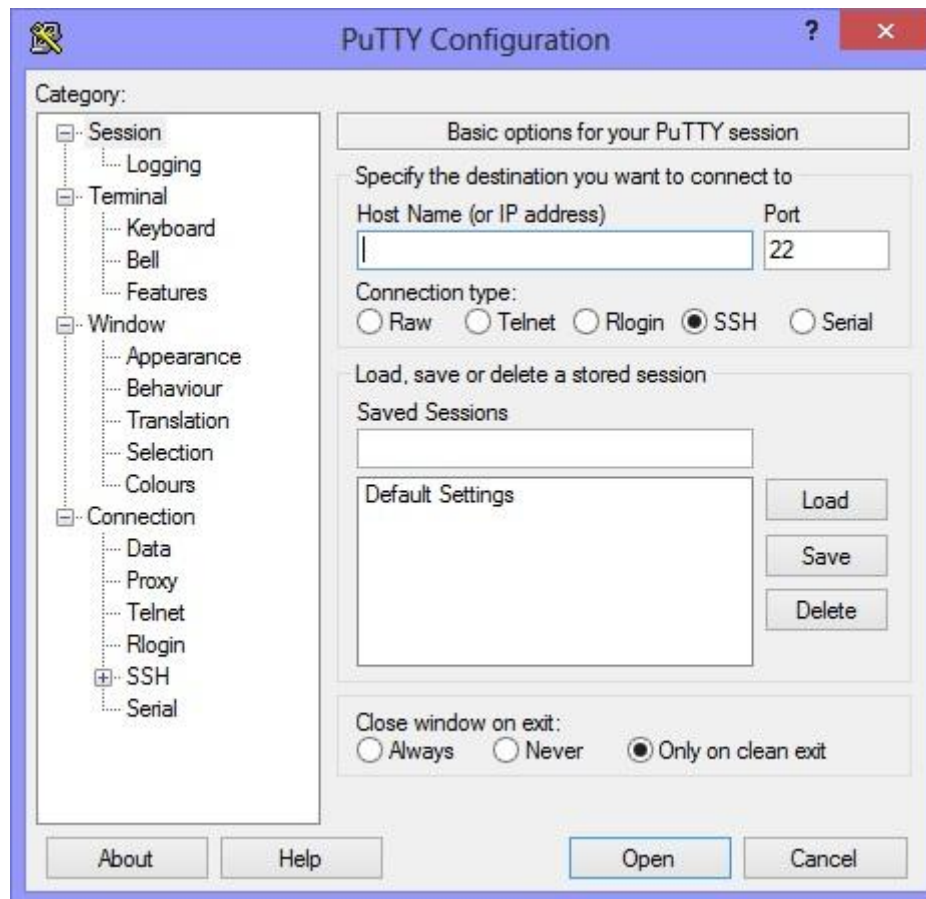 PuTTY Configuration
?
×
Category:
Session
Logging
Terminal
Keyboard
Bell
Features
Window
Appearance
Behaviour
Translation
Selection
Colours
Connection
Data
Proxy
Telnet
Rlogin
SSH
Serial
Basic options for your PuTTY session
Specify the destination you want to connect to
Host Name (or IP address) Port
22
Connection type:
Raw Telnet Rlogin SSH Serial
Load, save or delete a stored session
Saved Sessions
Default Settings
Load
Save
Delete
Close window on exit:
Always Never Only on clean exit
About Help Open Cancel